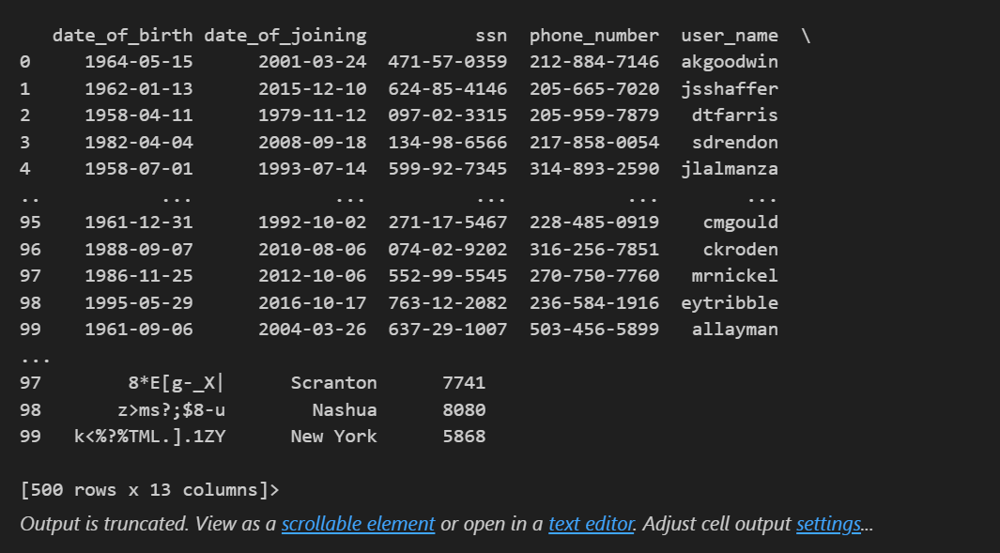 date_of_birth date_of_joining ssn phone_number user_name \
0 1964-05-15 2001-03-24 471-57-0359 212-884-7146 akgoodwin
1 1962-01-13 2015-12-10 624-85-4146 205-665-7020 jsshaffer
2 1958-04-11 1979-11-12 097-02-3315 205-959-7879 dtfarris
3 1982-04-04 2008-09-18 134-98-6566 217-858-0054 sdrendon
4 1958-07-01 1993-07-14 599-92-7345 314-893-2590 jlalmanza
.. ... ... ... ... ...
95 1961-12-31 1992-10-02 271-17-5467 228-485-0919 cmgould
96 1988-09-07 2010-08-06 074-02-9202 316-256-7851 ckroden
97 1986-11-25 2012-10-06 552-99-5545 270-750-7760 mrnickel
98 1995-05-29 2016-10-17 763-12-2082 236-584-1916 eytribble
99 1961-09-06 2004-03-26 637-29-1007 503-456-5899 allayman
...
97 8*E[g-_X| Scranton 7741
98 z>ms?;$8-u Nashua 8080
99 k<%?%TML.].1ZY New York 5868
[500 rows x 13 columns]>
Output is truncated. View as a scrollable element or open in a text editor. Adjust cell output settings...